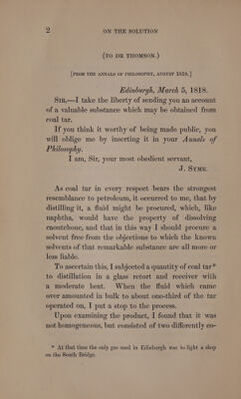 2 ON THE SOLUTION
(TO DR THOMSON.)
[FROM THE ANNALS OF PHILOSOPHY, AUGUST 1818.]
Edinburgh, March 5, 1818.
SIR,—I take the liberty of sending you an account
of a valuable substance which may be obtained from
coal tar.
If you think it worthy of being made public, you
will oblige me by inserting it in your Annals of
Philosophy.
I am, Sir, your most obedient servant,
J. SYME.
As coal tar in every respect bears the strongest
resemblance to petroleum, it occurred to me, that by
distilling it, a fluid might be procured, which, like
naphtha, would have the property of dissolving
caoutchouc, and that in this way I should procure a
solvent free from the objections to which the known
solvents of that remarkable substance are all more or
less liable.
To ascertain this, I subjected a quantity of coal tar*
to distillation in a glass retort and receiver with
a moderate heat. When the fluid which came
over amounted in bulk to about one-third of the tar
operated on, I put a stop to the process.
Upon examining the product, I found that it was
not homogeneous, but consisted of two differently co-
* At that time the only gas used in Edinburgh was to light a shop
on the South Bridge.